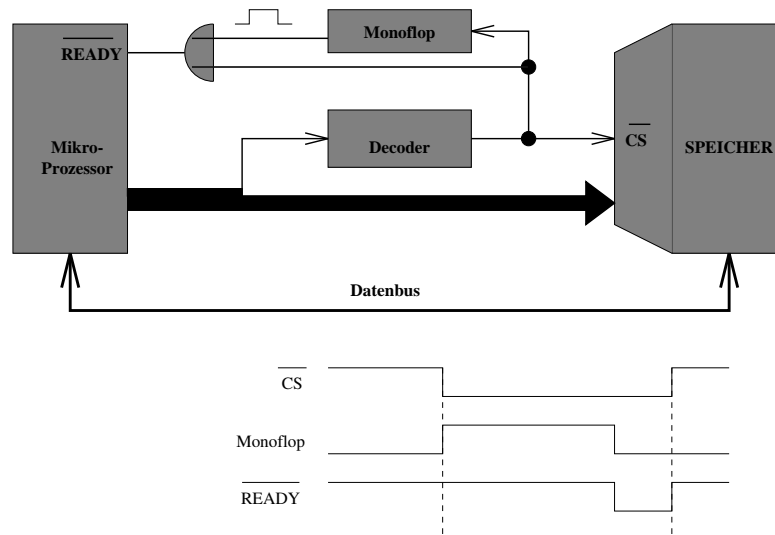 Monoflop
READY
Mikro-
Prozessor
Decoder
CS
SPEICHER
Datenbus
CS
Monoflop
READY